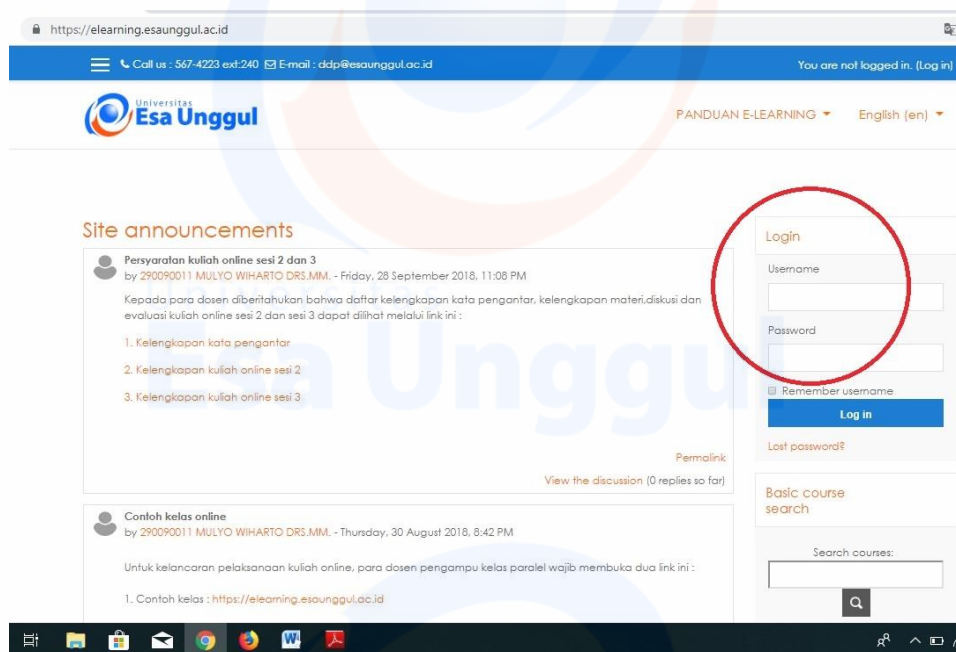 https://elearning.esaunggul.ac.id
Call us : 567-4223 ext:240 E-mail : ddp@esaunggul.ac.id
You are not logged in. (Log in)
Universitas
Esa Unggul
PANDUAN E-LEARNING
English (en)
Site announcements
Persyaratan kuliah online sesi 2 dan 3
by 290090011 MULYO WIHARTO DRS.MM. - Friday, 28 September 2018, 11:08 PM
Kepada para dosen diberitahukan bahwa daftar kelengkapan kata pengantar, kelengkapan materi,diskusi dan
evaluasi kuliah online sesi 2 dan sesi 3 dapat dilihat melalui link ini :
1. Kelengkapan kata pengantar
2. Kelengkapan kuliah online sesi 2
3. Kelengkapan kuliah online sesi 3
Permalink
View the discussion (0 replies so far)
Contoh kelas online
by 290090011 MULYO WIHARTO DRS.MM. - Thursday, 30 August 2018, 8:42 PM
Untuk kelancaran pelaksanaan kuliah online, para dosen pengampu kelas paralel wajib membuka dua link ini :
1. Contoh kelas : https://elearning.esaunggul.ac.id
Login
Username
Password
Remember username
Log in
Lost password?
Basic course
search
Search courses:
Universitas
Esa Unggul